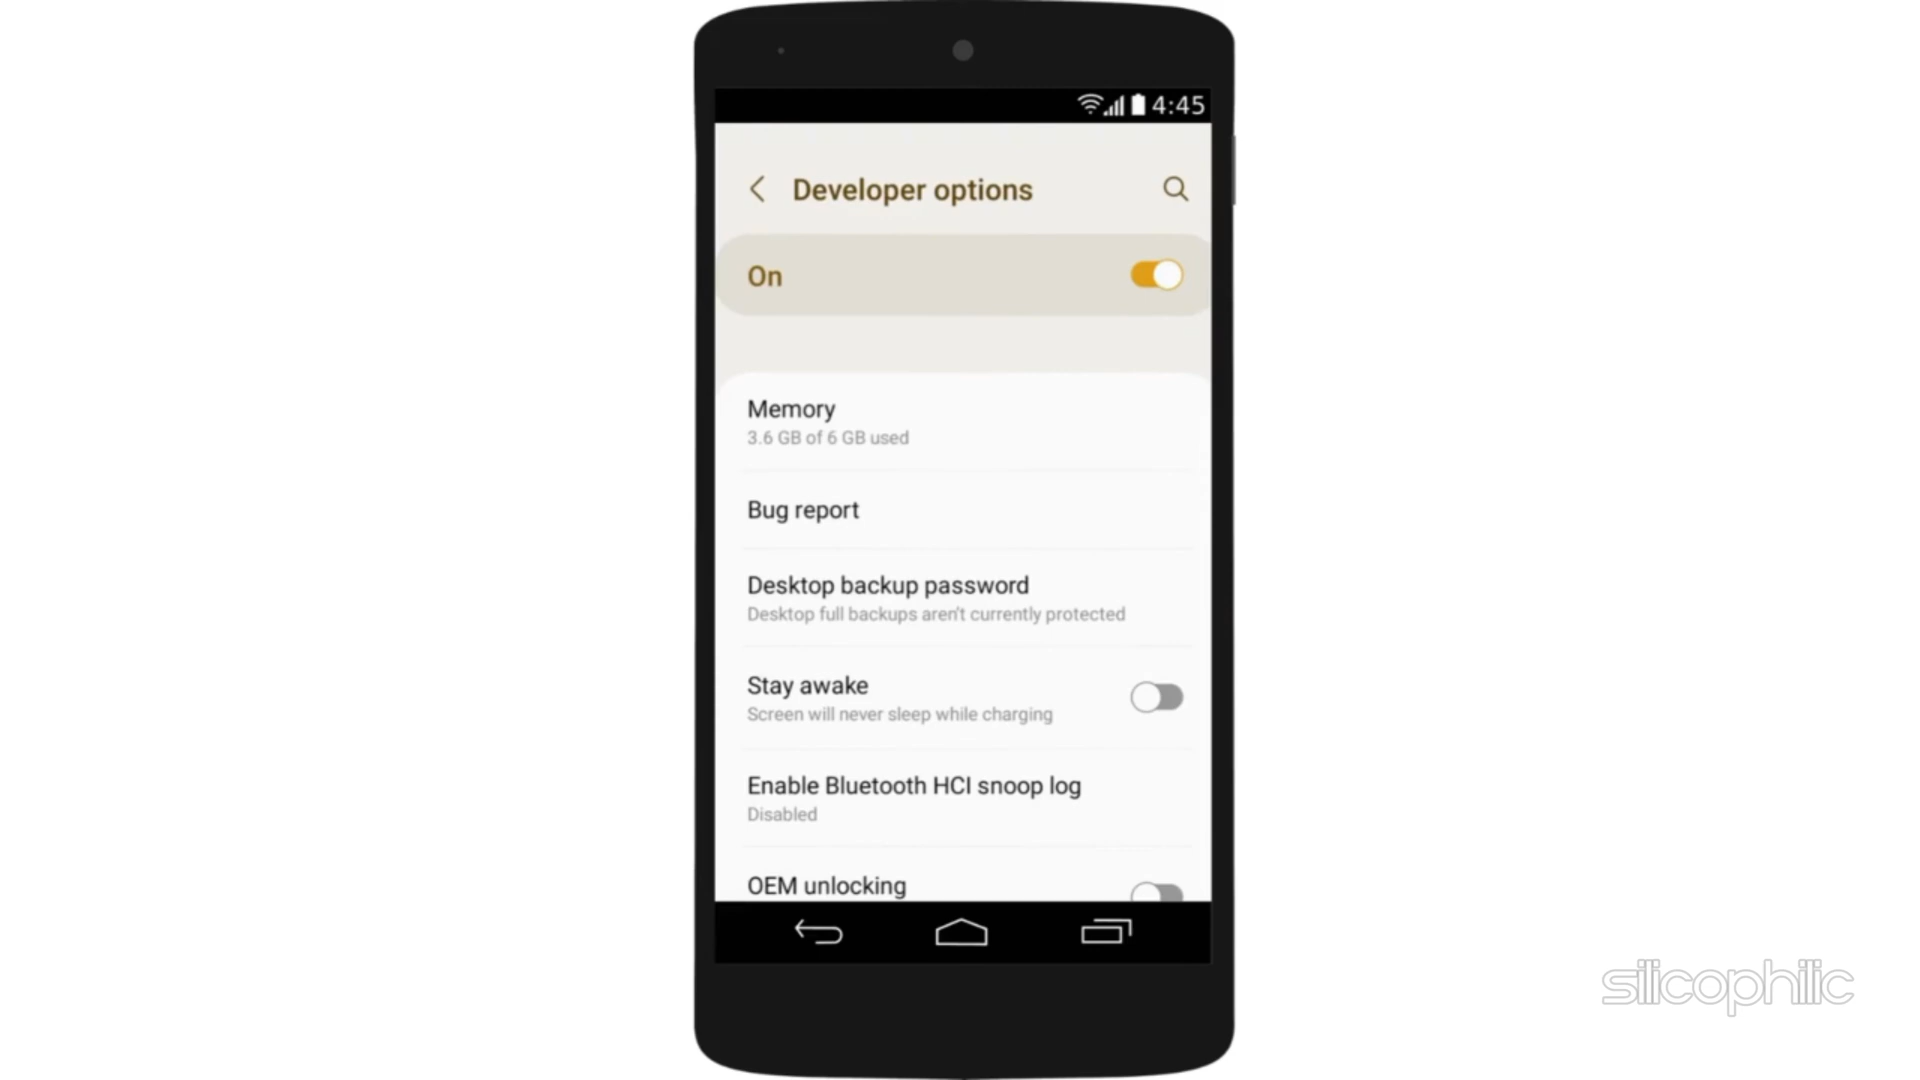 4:45
Developer options
On
Memory
3.6 GB of 6 GB used
Bug report
Desktop backup password
Desktop full backups aren't currently protected
Stay awake
Screen will never sleep while charging
Enable Bluetooth HCI snoop log
Disabled
OEM unlocking
silicophilic